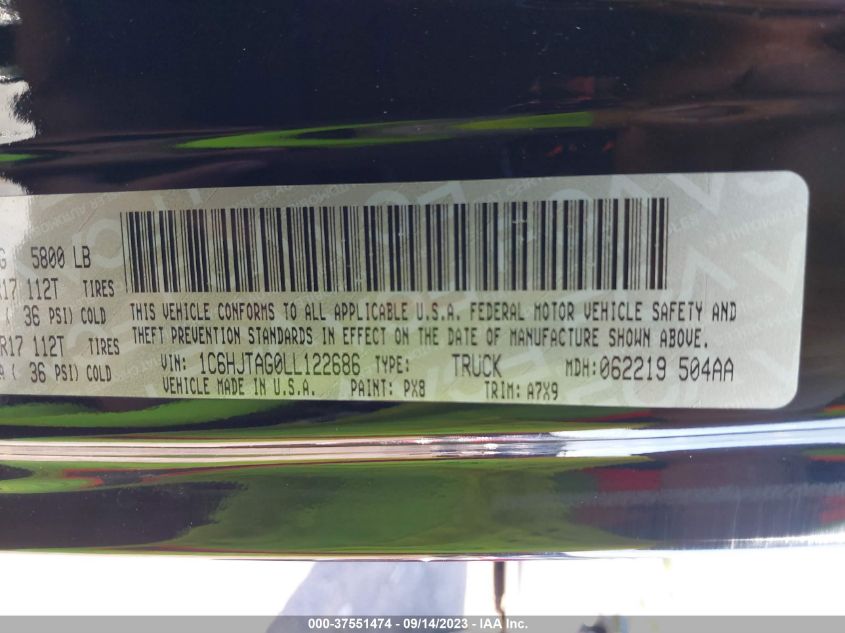 G 5800 LB
R17 112T TIRES
( 36 PSI) COLD
R17 112T TIRES
( 36 PSI) COLD
THIS VEHICLE CONFORMS TO ALL APPLICABLE U.S.A. FEDERAL MOTOR VEHICLE SAFETY AND
THEFT PREVENTION STANDARDS IN EFFECT ON THE DATE OF MANUFACTURE SHOWN ABOVE.
VIN: 1C6HJTAG0LL122686 TYPE: TRUCK MDH: 062219 504AA
VEHICLE MADE IN U.S.A. PAINT: PX8 TRIM: A7X9
000-37551474 - 09/14/2023 - © IAA Inc.